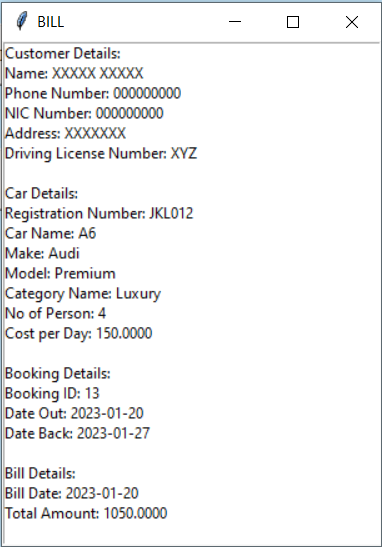 BILL
Customer Details:
Name: XXXXX XXXXX
Phone Number: 000000000
NIC Number: 000000000
Address: XXXXXXX
Driving License Number: XYZ
Car Details:
Registration Number: JKL012
Car Name: A6
Make: Audi
Model: Premium
Category Name: Luxury
No of Person: 4
Cost per Day: 150.0000
Booking Details:
Booking ID: 13
Date Out: 2023-01-20
Date Back: 2023-01-27
Bill Details:
Bill Date: 2023-01-20
Total Amount: 1050.0000